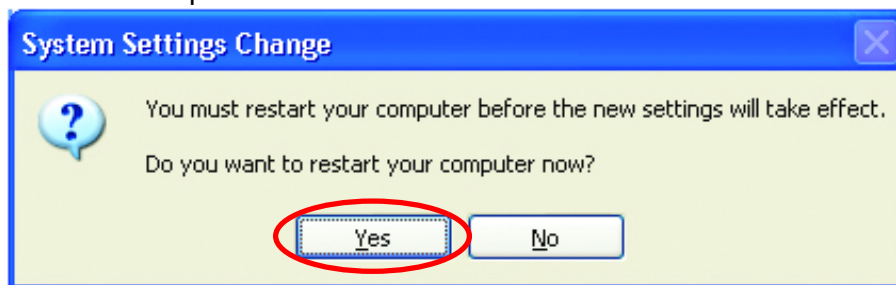 System Settings Change
You must restart your computer before the new settings will take effect.
Do you want to restart your computer now?
Yes
No